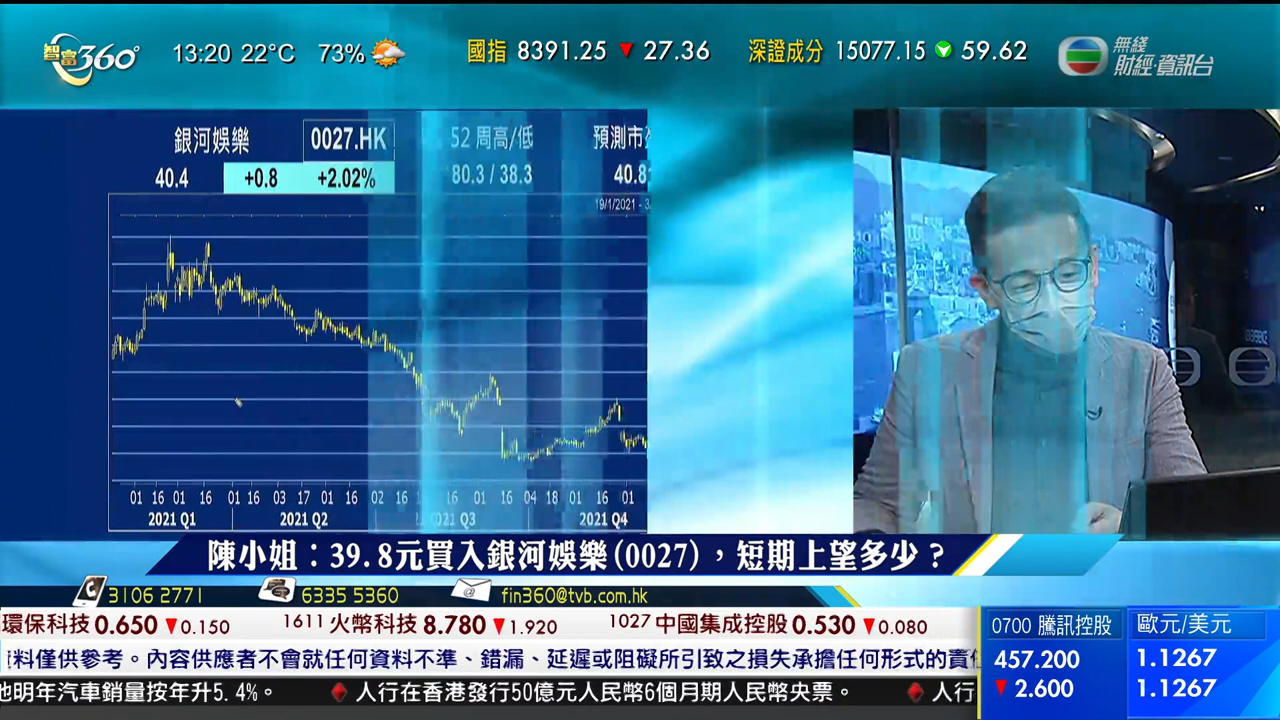 智富360° 13:20 22°C 73% 國指 8391.25 ▼ 27.36 深證成分 15077.15 59.62 無綫
財經·資訊台
銀河娛樂 0027.HK 52 周高/低 預測市
40.4 +0.8 +2.02% 80.3 / 38.3 40.8
19/1/2021 - 3
01 16 01 16 01 16 03 17 01 16 02 16 16 01 16 04 18 01 16 01
2021 Q1 2021 Q2 2021 Q3 2021 Q4
陳小姐：39.8元買入銀河娛樂(0027)，短期上望多少？
3106 2771 6335 5360 fin360@tvb.com.hk
環保科技 0.650 ▼0.150 1611 火幣科技 8.780 ▼1.920 1027 中國集成控股 0.530 ▼0.080
料僅供參考。內容供應者不會就任何資料不準、錯漏、延遲或阻礙所引致之損失承擔任何形式的責任
他明年汽車銷量按年升5.4%。 人行在香港發行50億元人民幣6個月期人民幣央票。 人行
0700 騰訊控股
457.200
▼ 2.600
歐元/美元
1.1267
1.1267